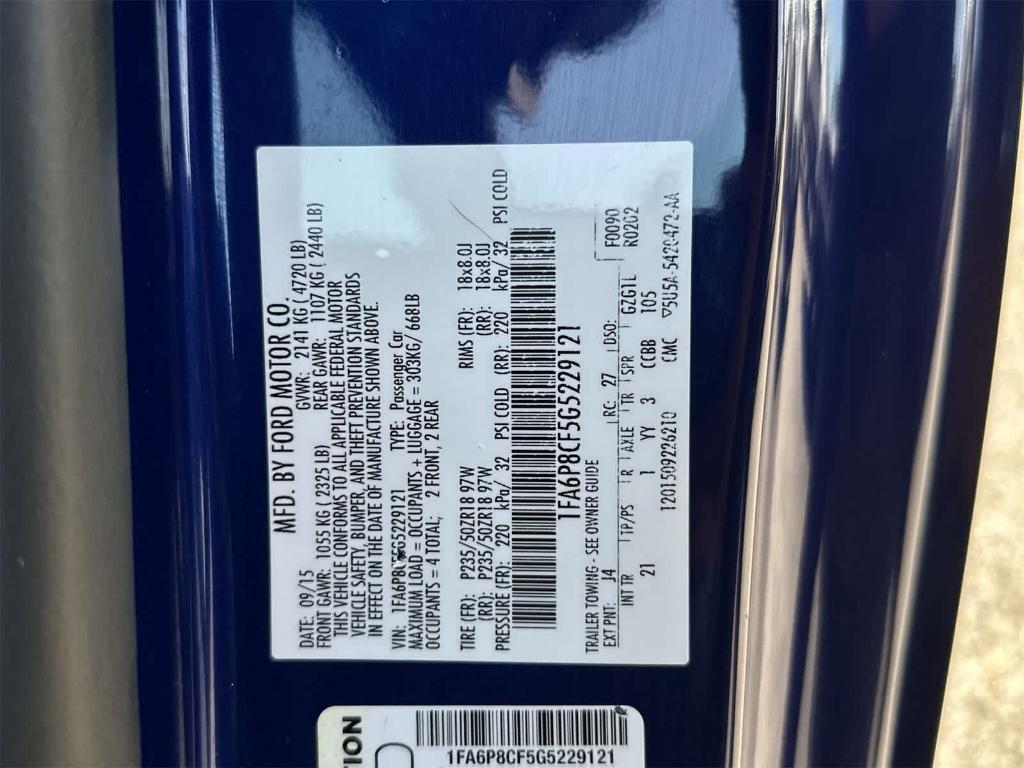 MFD. BY FORD MOTOR CO.
DATE: 09/15 GVWR: 2141 KG ( 4720 LB)
FRONT GAWR: 1055 KG ( 2325 LB) REAR GAWR: 1107 KG ( 2440 LB)
THIS VEHICLE CONFORMS TO ALL APPLICABLE FEDERAL MOTOR
VEHICLE SAFETY, BUMPER, AND THEFT PREVENTION STANDARDS
IN EFFECT ON THE DATE OF MANUFACTURE SHOWN ABOVE.
VIN: 1FA6P8CF5G5229121 TYPE: Passenger Car
MAXIMUM LOAD = OCCUPANTS + LUGGAGE = 303KG/ 668LB
OCCUPANTS = 4 TOTAL; 2 FRONT, 2 REAR
TIRE (FR): P235/50ZR18 97W RIMS (FR): 18x8.0J
(RR): P235/50ZR18 97W (RR): 18x8.0J
PRESSURE (FR): 220 kPa/ 32 PSI COLD (RR): 220 kPa/ 32 PSI COLD
1FA6P8CF5G5229121
TRAILER TOWING - SEE OWNER GUIDE
EXT PNT: J4 RC: 27 DSO: F0090
INT TR TP/PS R AXLE TR SPR R0202
21 1 YY 3 CCBB GZG1L
CMC 105
1201509226210 5U5A-5420472-AA
TION
1FA6P8CF5G5229121